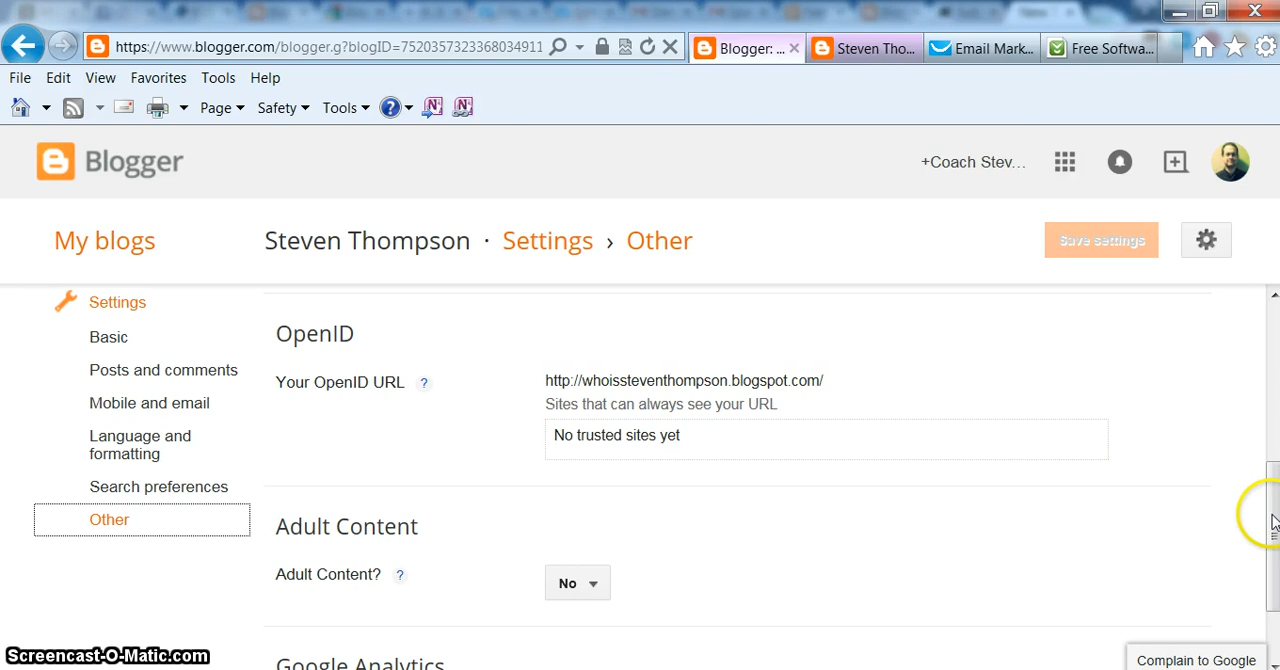 https://www.blogger.com/blogger.g?blogID=7520357323368034911
Blogger: ...
Steven Tho...
Email Mark...
Free Softwa...
File Edit View Favorites Tools Help
Page Safety Tools
Blogger
+Coach Stev...
My blogs
Steven Thompson · Settings › Other
Save settings
Settings
Basic
Posts and comments
Mobile and email
Language and
formatting
Search preferences
Other
OpenID
Your OpenID URL ?
http://whoisseventhompson.blogspot.com/
Sites that can always see your URL
No trusted sites yet
Adult Content
Adult Content? ?
No
Google Analytics
Complain to Google
Screencast-O-Matic.com